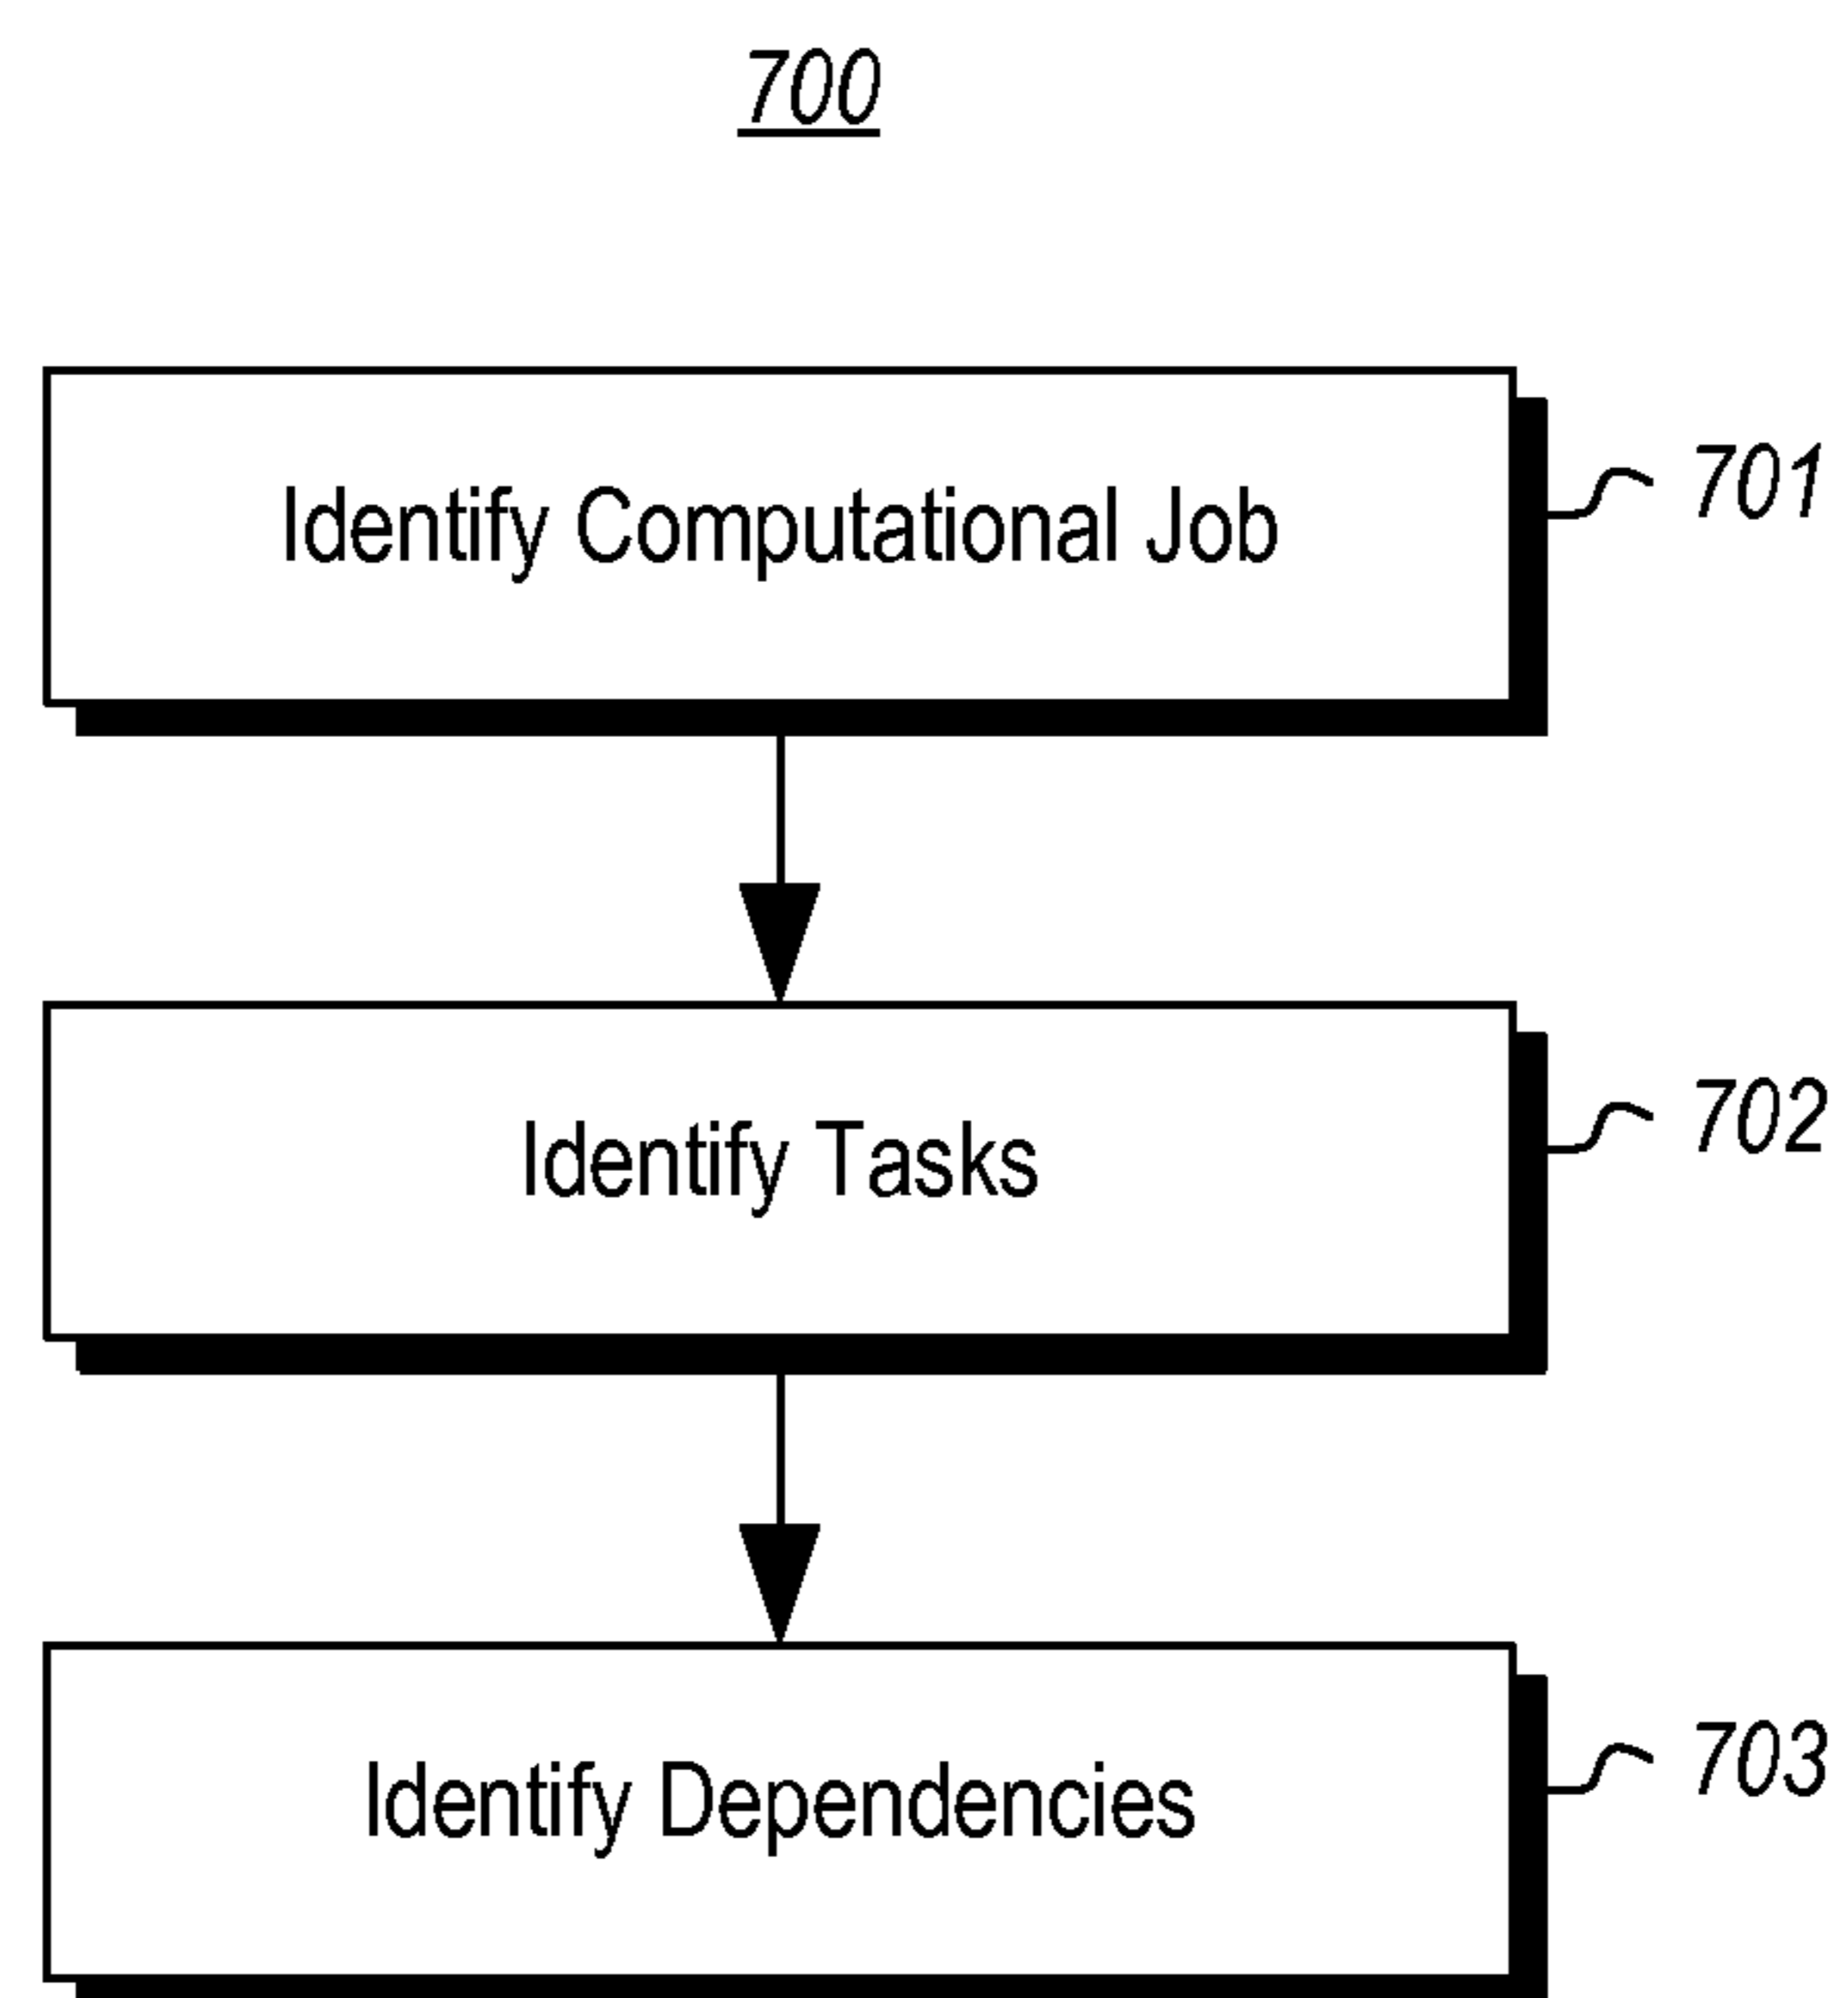 700
Identify Computational Job
701
Identify Tasks
702
Identify Dependencies
703